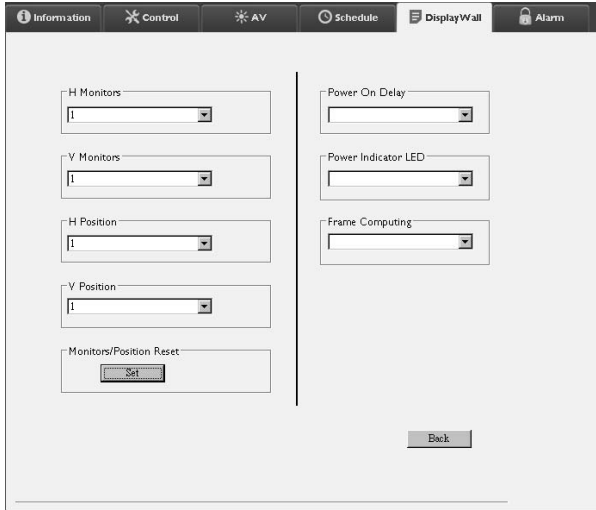 Information Control AV Schedule DisplayWall Alarm
H Monitors
1
V Monitors
1
H Position
1
V Position
1
Monitors/Position Reset
Set
Power On Delay
Power Indicator LED
Frame Computing
Back